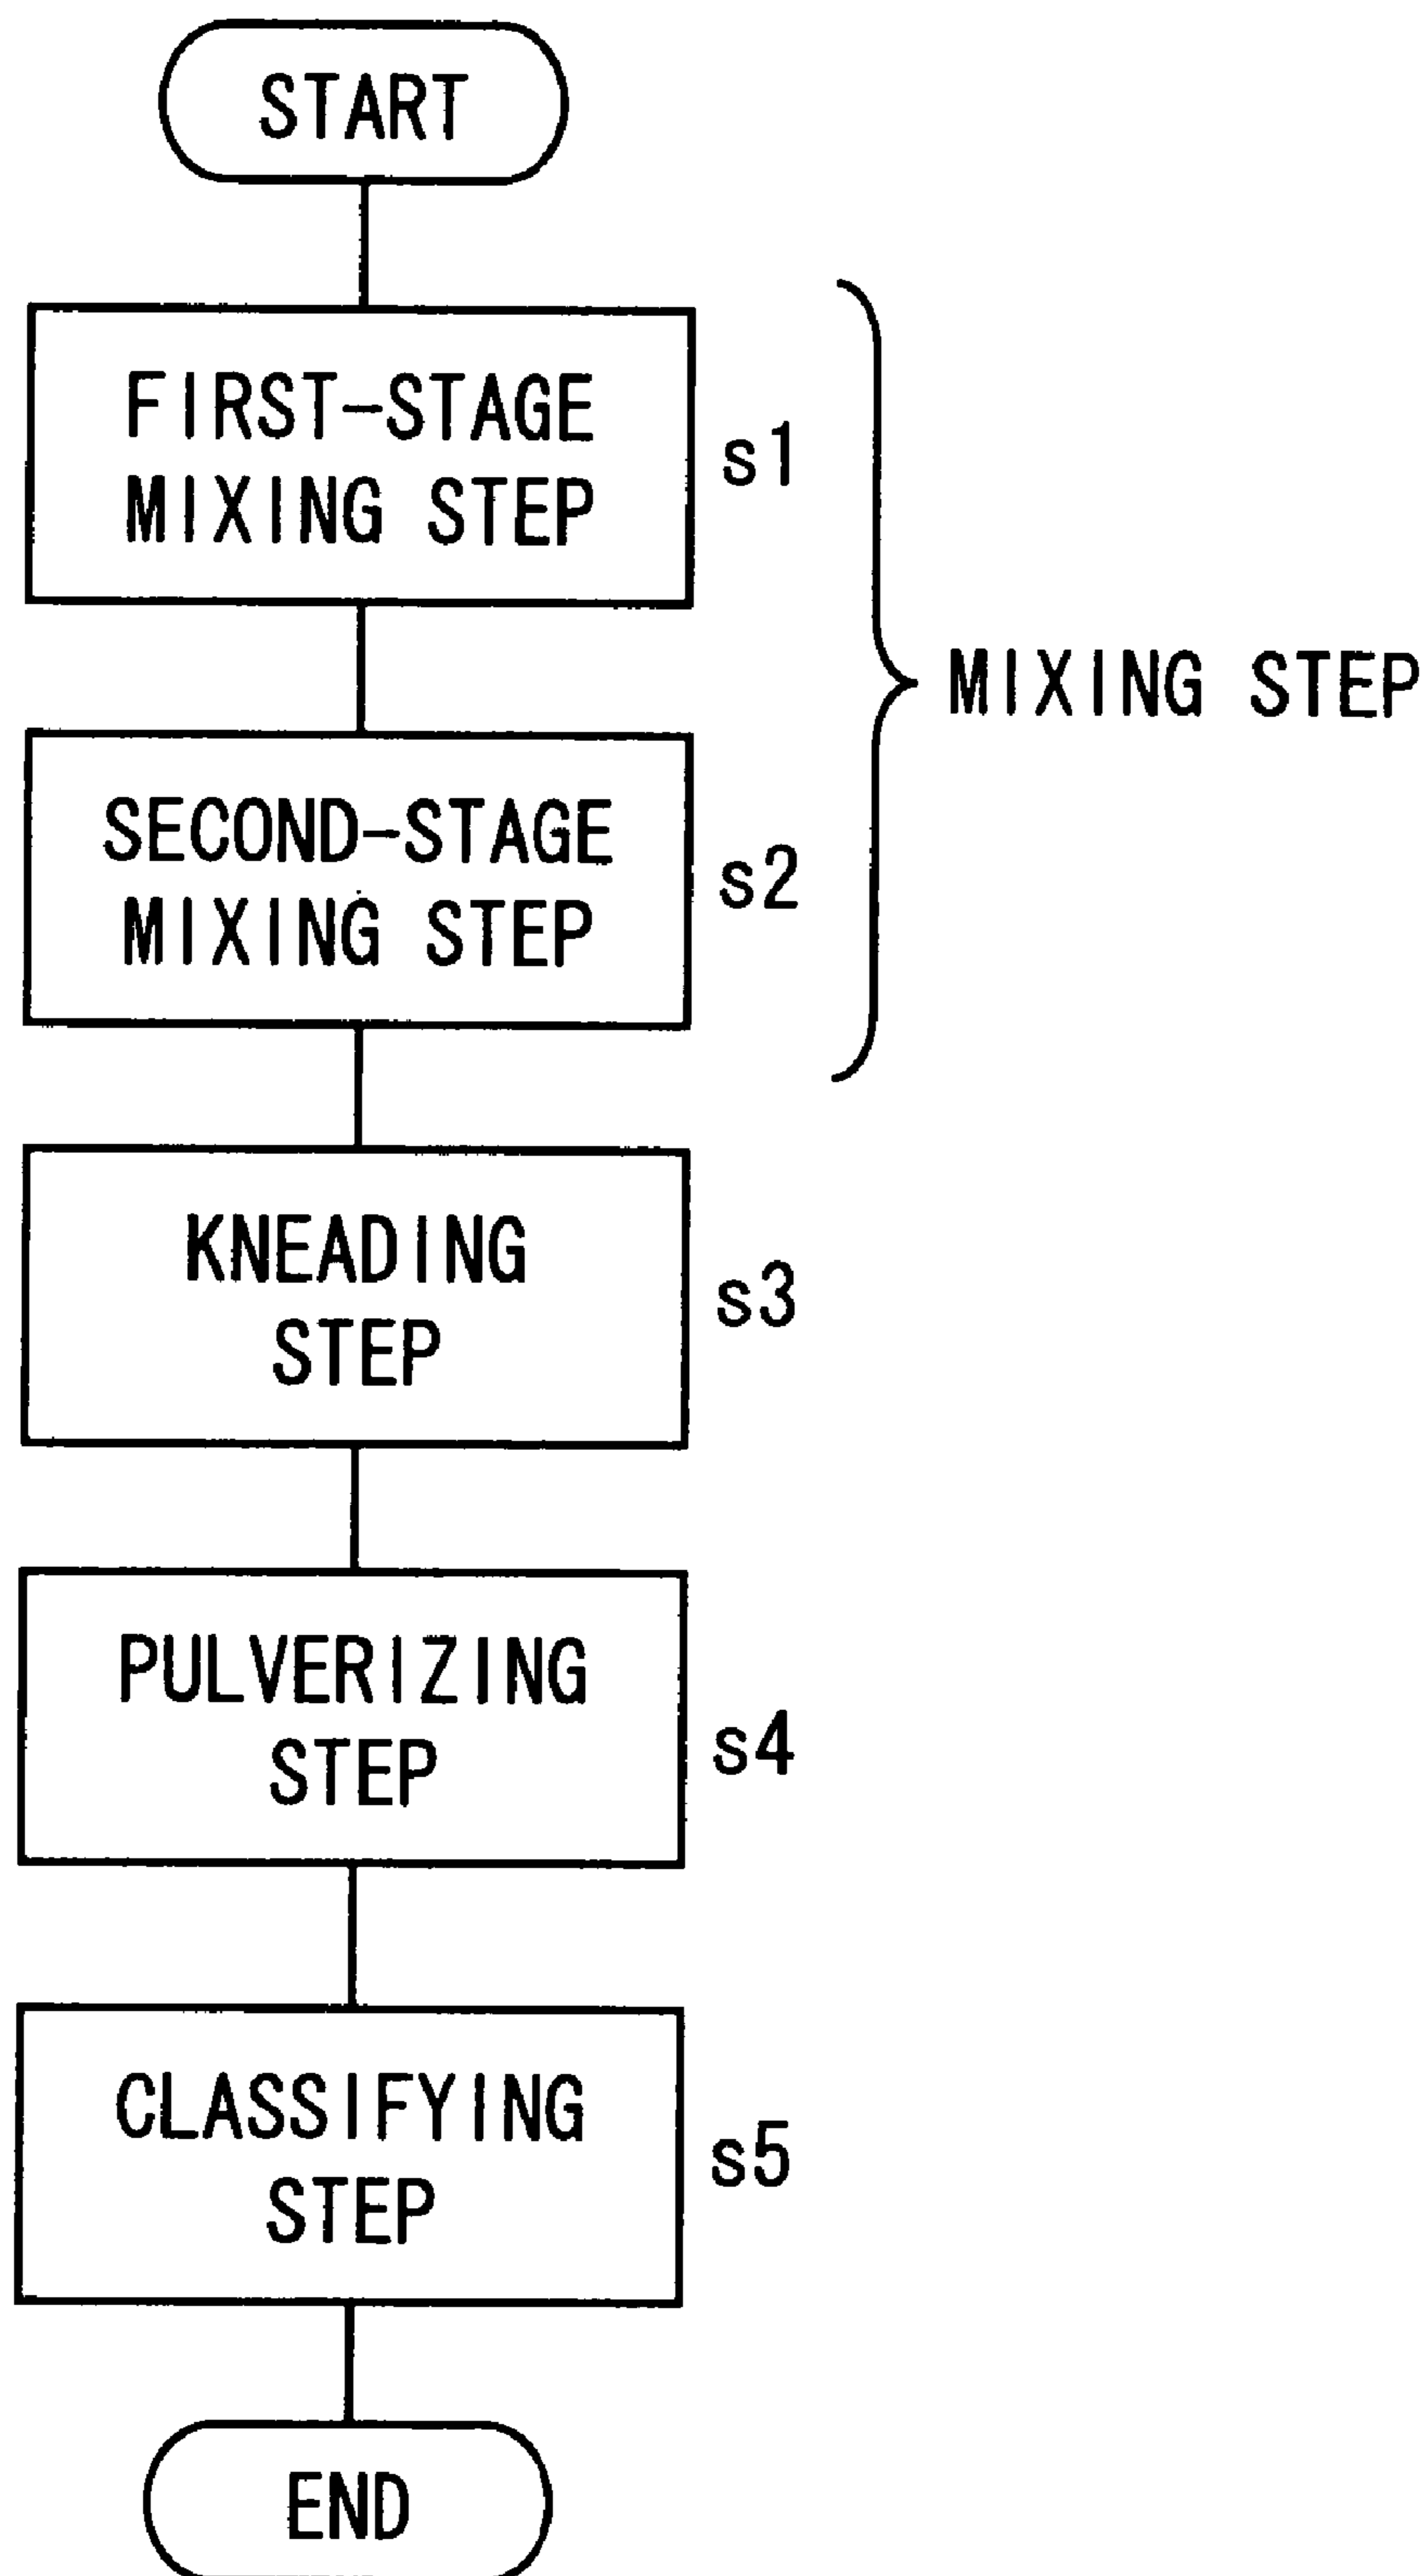 START
FIRST-STAGE
MIXING STEP
s1
MIXING STEP
SECOND-STAGE
MIXING STEP
s2
KNEADING
STEP
s3
PULVERIZING
STEP
s4
CLASSIFYING
STEP
s5
END